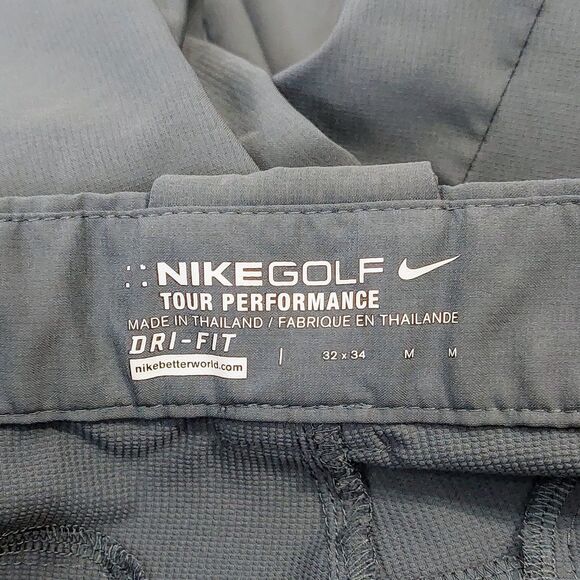 NIKEGOLF
TOUR PERFORMANCE
MADE IN THAILAND / FABRIQUE EN THAILANDE
DRI-FIT | 32 x 34 M M
nikebetterworld.com